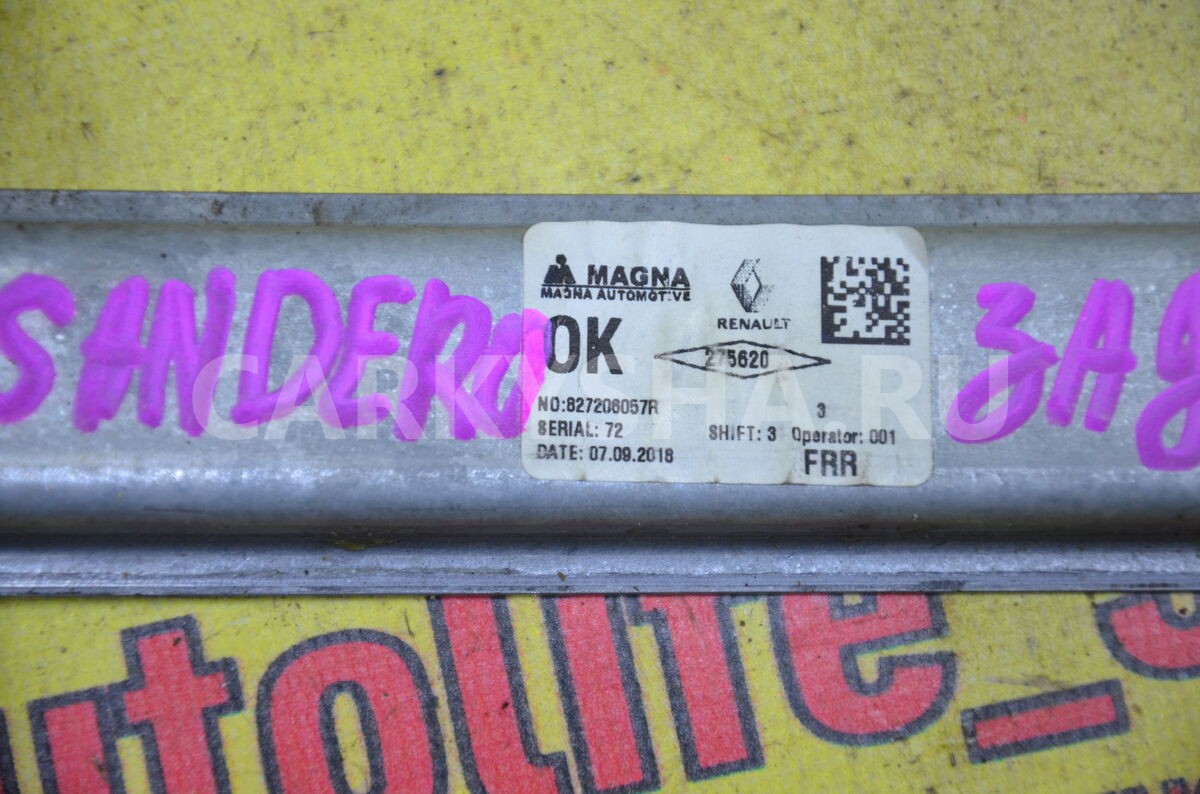 SANDERO
MAGNA
MAGNA AUTOMOTIVE
RENAULT
OK
275620
NO:827206057R
3
SERIAL: 72
SHIFT: 3 Operator: 001
DATE: 07.09.2018
FRR
CARKYSHA.RU